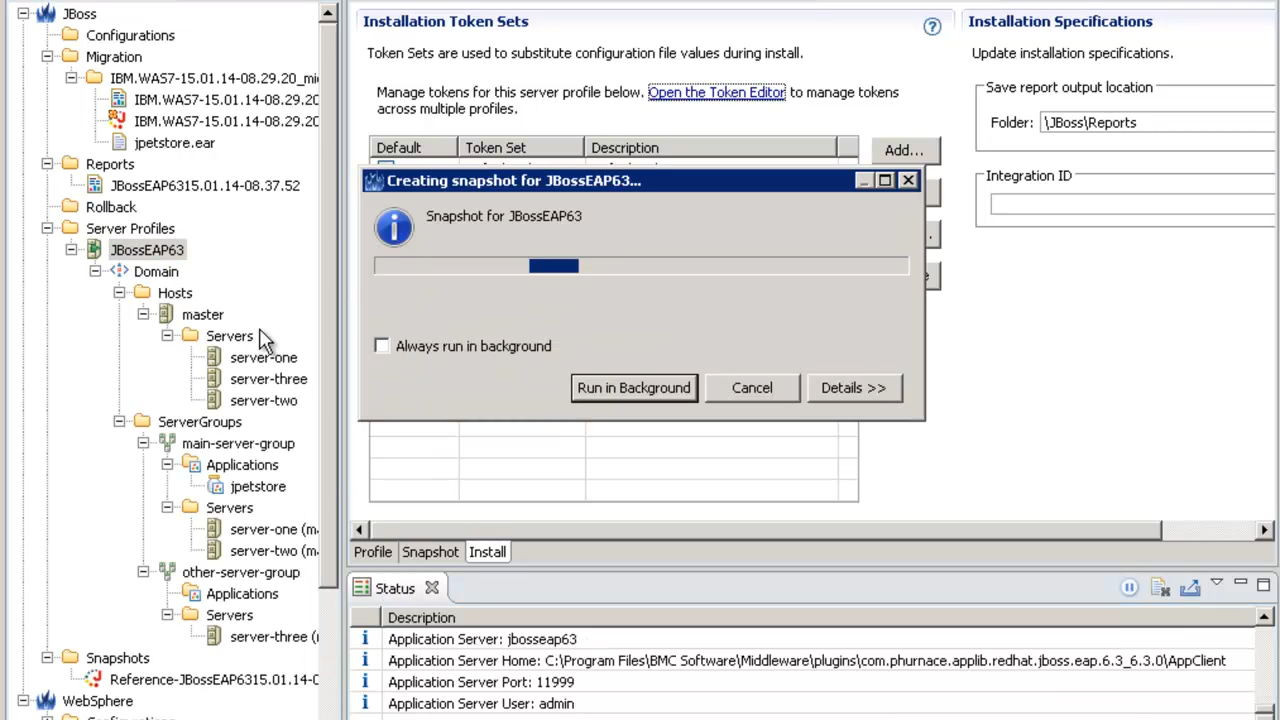 JBoss
Configurations
Migration
IBM.WAS7-15.01.14-08.29.20_mi
IBM.WAS7-15.01.14-08.29.20
IBM.WAS7-15.01.14-08.29.20
jpetstore.ear
Reports
JBossEAP6315.01.14-08.37.52
Rollback
Server Profiles
JBossEAP63
Domain
Hosts
master
Servers
server-one
server-three
server-two
ServerGroups
main-server-group
Applications
jpetstore
Servers
server-one (m
server-two (m
other-server-group
Applications
Servers
server-three (
Snapshots
Reference-JBossEAP6315.01.14-0
WebSphere
Installation Token Sets
Token Sets are used to substitute configuration file values during install.
Manage tokens for this server profile below. Open the Token Editor to manage tokens
across multiple profiles.
Default Token Set Description
Add...
Installation Specifications
Update installation specifications.
Save report output location
Folder: \JBoss\Reports
Integration ID
Creating snapshot for JBossEAP63...
Snapshot for JBossEAP63
Always run in background
Run in Background Cancel Details >>
Profile Snapshot Install
Status
Description
Application Server: jbosseap63
Application Server Home: C:\Program Files\BMC Software\Middleware\plugins\com.phurnace.applib.redhat.jboss.eap.6.3_6.3.0\AppClient
Application Server Port: 11999
Application Server User: admin